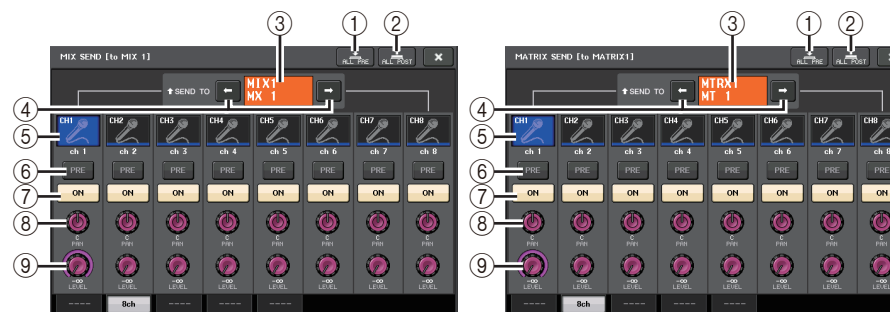 ① ② ③
MIX SEND [to MIX 1] ALL PRE ALL POST ×
SEND TO MIX1
MX 1
④
CH1 CH2 CH3 CH4 CH5 CH6 CH7 CH8
⑤
ch 1 ch 2 ch 3 ch 4 ch 5 ch 6 ch 7 ch 8
⑥ PRE PRE PRE PRE PRE PRE PRE PRE
⑦ ON ON ON ON ON ON ON ON
⑧
C C C C C C C C
PAN PAN PAN PAN PAN PAN PAN PAN
⑨
-∞ -∞ -∞ -∞ -∞ -∞ -∞ -∞
LEVEL LEVEL LEVEL LEVEL LEVEL LEVEL LEVEL LEVEL
---- 8ch ---- ---- ----
③ ① ②
MATRIX SEND [to MATRIX1] ALL PRE ALL POST
SEND TO MTRX1
MT 1
④
CH1 CH2 CH3 CH4 CH5 CH6 CH7 CH8
⑤
ch 1 ch 2 ch 3 ch 4 ch 5 ch 6 ch 7 ch 8
⑥ PRE PRE PRE PRE PRE PRE PRE PRE
⑦ ON ON ON ON ON ON ON ON
⑧
C C C C C C C C
PAN PAN PAN PAN PAN PAN PAN PAN
⑨
-∞ -∞ -∞ -∞ -∞ -∞ -∞ -∞
LEVEL LEVEL LEVEL LEVEL LEVEL LEVEL LEVEL LEVEL
---- 8ch ---- ---- ----